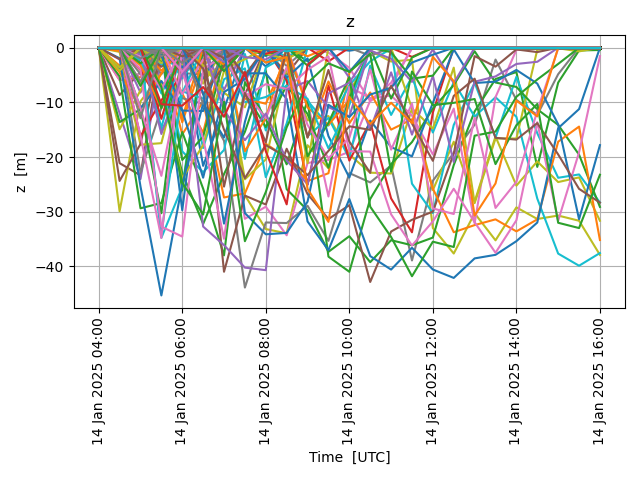 z
0
−10
−20
−30
−40
z [m]
14 Jan 2025 04:00
14 Jan 2025 06:00
14 Jan 2025 08:00
14 Jan 2025 10:00
14 Jan 2025 12:00
14 Jan 2025 14:00
14 Jan 2025 16:00
Time [UTC]